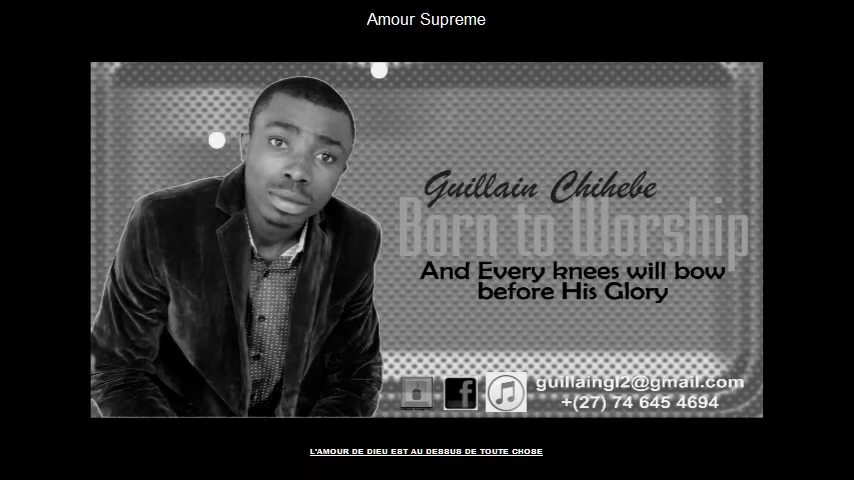 Amour Supreme
Guillain Chihebe
Born to Worship
And Every knees will bow
before His Glory
guillaingl2@gmail.com
+(27) 74 645 4694
L'AMOUR DE DIEU EST AU DESSUS DE TOUTE CHOSE